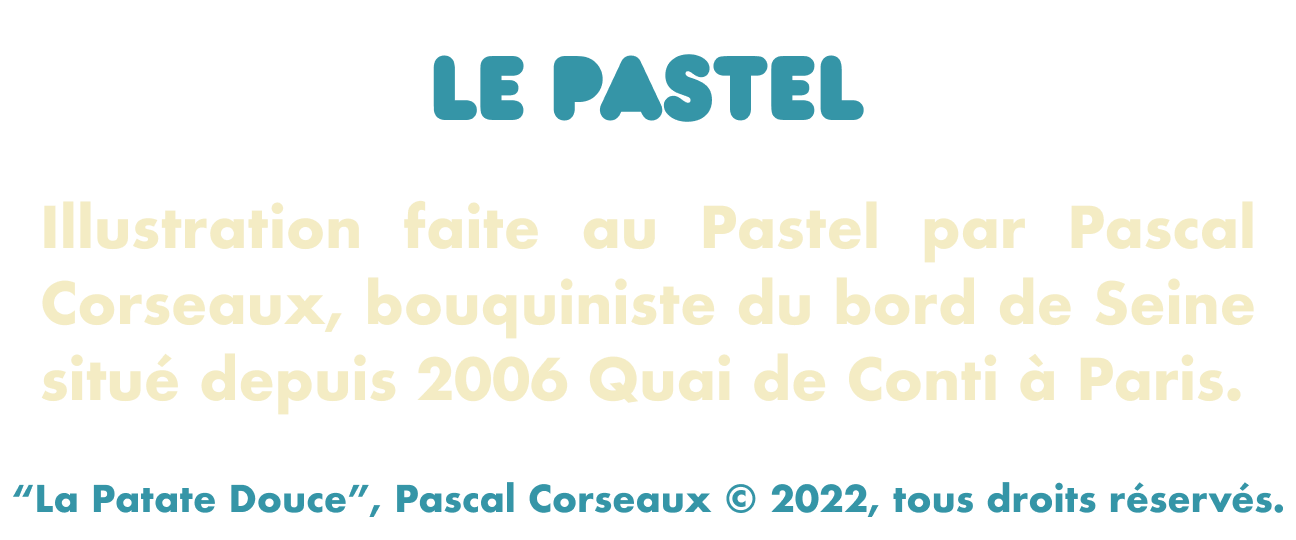 LE PASTEL
Illustration faite au Pastel par Pascal
Corseaux, bouquiniste du bord de Seine
situé depuis 2006 Quai de Conti à Paris.
“La Patate Douce”, Pascal Corseaux © 2022, tous droits réservés.